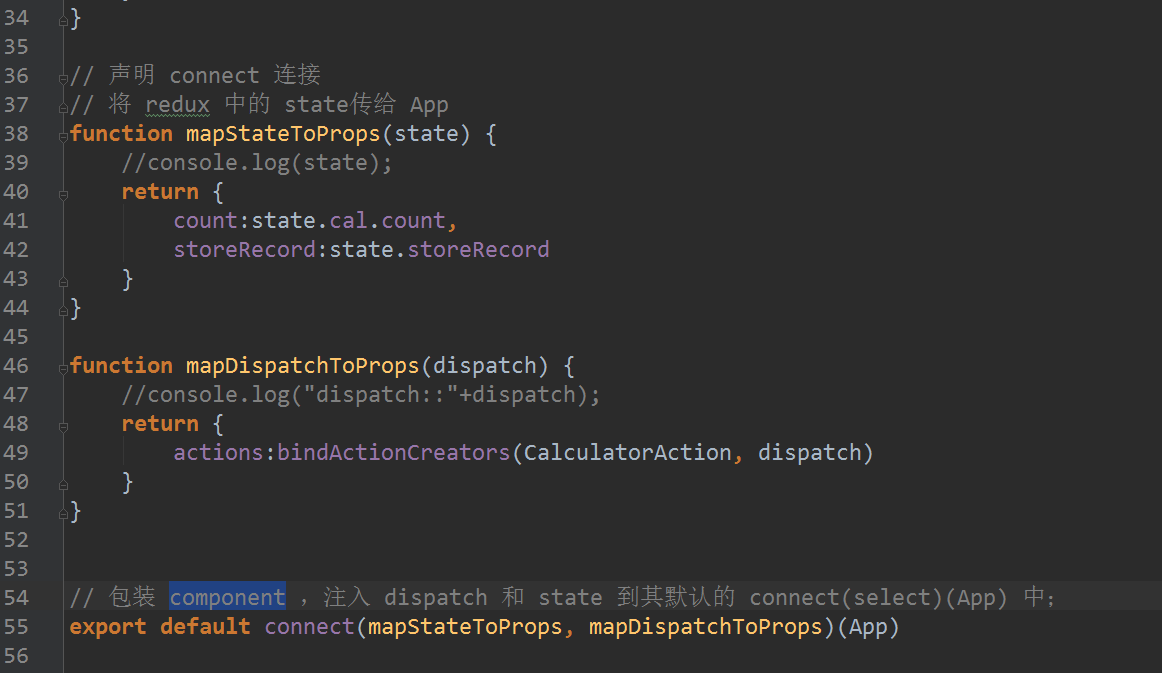 34 }
35
36 // 声明 connect 连接
37 // 将 redux 中的 state传给 App
38 function mapStateToProps(state) {
39     //console.log(state);
40     return {
41         count:state.cal.count,
42         storeRecord:state.storeRecord
43     }
44 }
45
46 function mapDispatchToProps(dispatch) {
47     //console.log("dispatch::"+dispatch);
48     return {
49         actions:bindActionCreators(CalculatorAction, dispatch)
50     }
51 }
52
53
54 // 包装 component ，注入 dispatch 和 state 到其默认的 connect(select)(App) 中;
55 export default connect(mapStateToProps, mapDispatchToProps)(App)
56